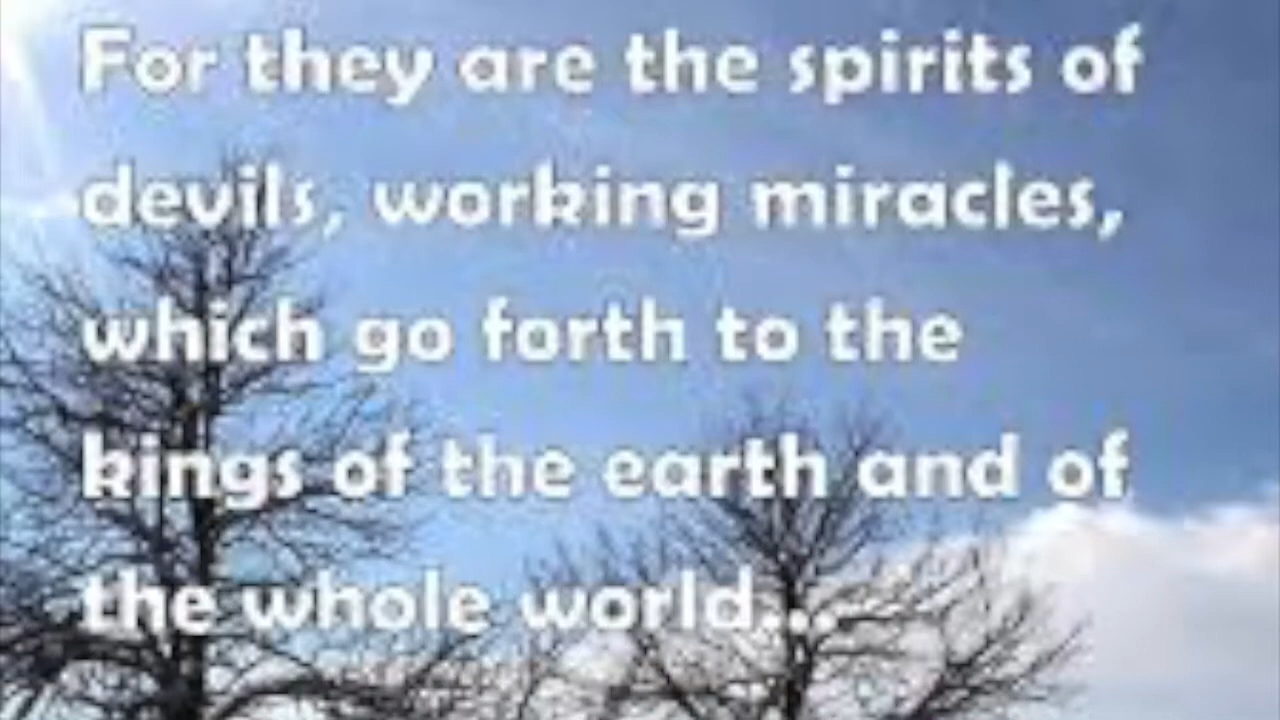 For they are the spirits of
devils, working miracles,
which go forth to the
kings of the earth and of
the whole world...